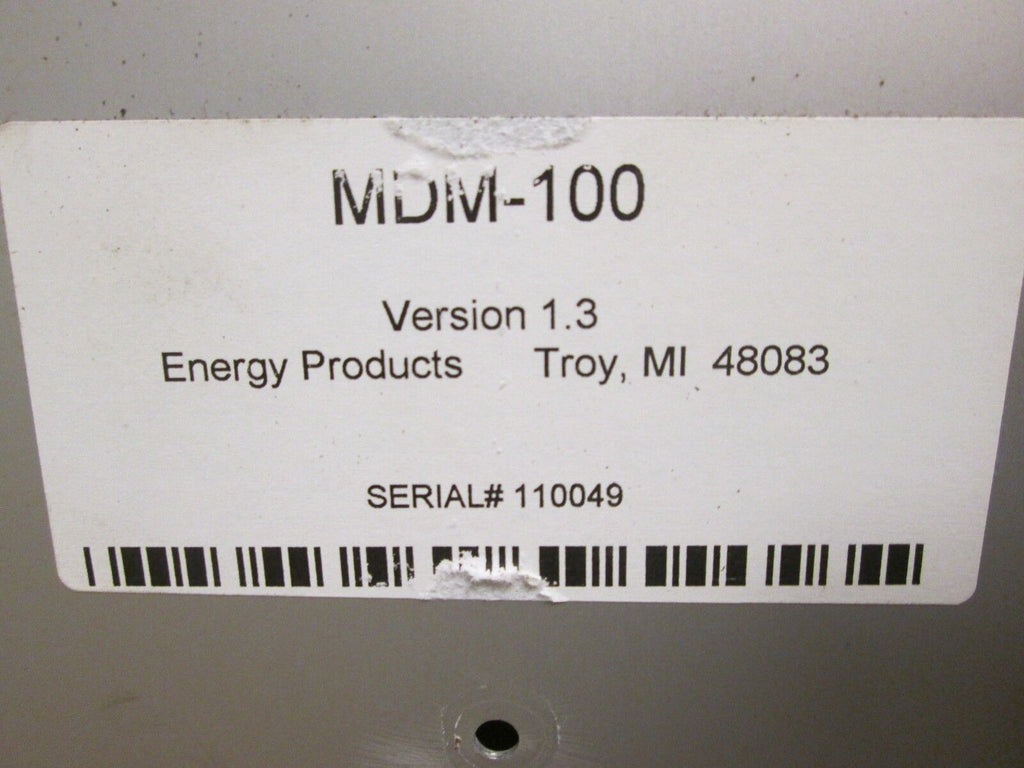 MDM-100
Version 1.3
Energy Products Troy, MI 48083
SERIAL# 110049